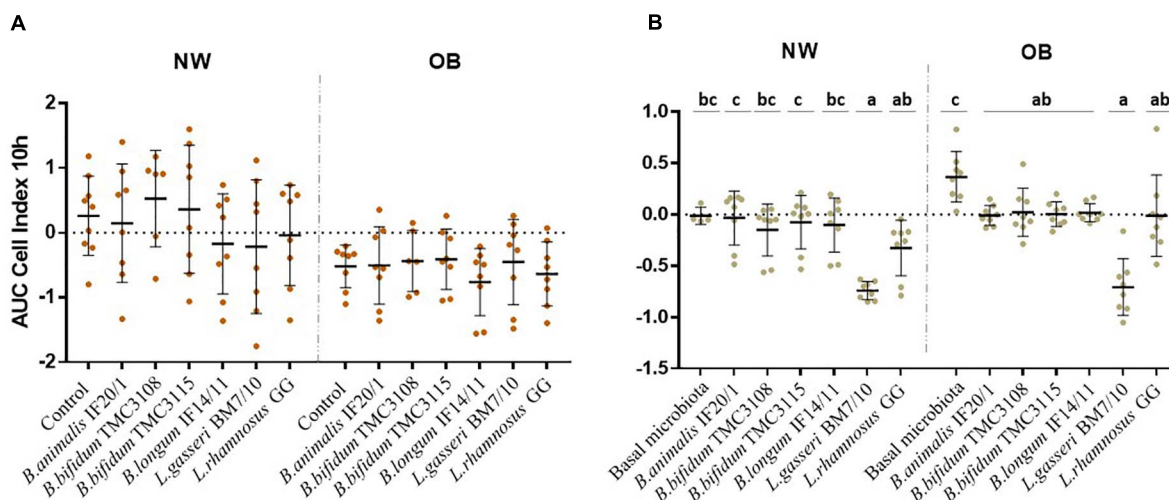 A
NW
OB
AUC Cell Index 10h
2
1
0
-1
-2
Control
B.animalis IF20/1
B.bifidum TMC3108
B.bifidum TMC3115
B.longum IF14/11
L.gasseri BM7/10
L.rhamnosus GG
Control
B.animalis IF20/1
B.bifidum TMC3108
B.bifidum TMC3115
B.longum IF14/11
L.gasseri BM7/10
L.rhamnosus GG
B
NW
OB
bc c bc c bc a ab c ab a ab
1.0
0.5
0.0
-0.5
-1.0
-1.5
Basal microbiota
B.animalis IF20/1
B.bifidum TMC3108
B.bifidum TMC3115
B.longum IF14/11
L.gasseri BM7/10
L.rhamnosus GG
Basal microbiota
B.animalis IF20/1
B.bifidum TMC3108
B.bifidum TMC3115
B.longum IF14/11
L.gasseri BM7/10
L.rhamnosus GG